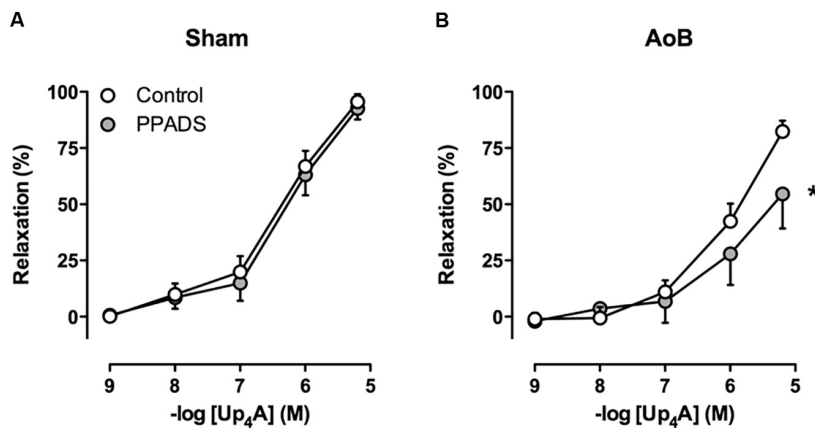 A
Sham
Relaxation (%)
100
75
50
25
0
Control
PPADS
9 8 7 6 5
-log [Up₄A] (M)
B
AoB
Relaxation (%)
100
75
50
25
0
*
9 8 7 6 5
-log [Up₄A] (M)